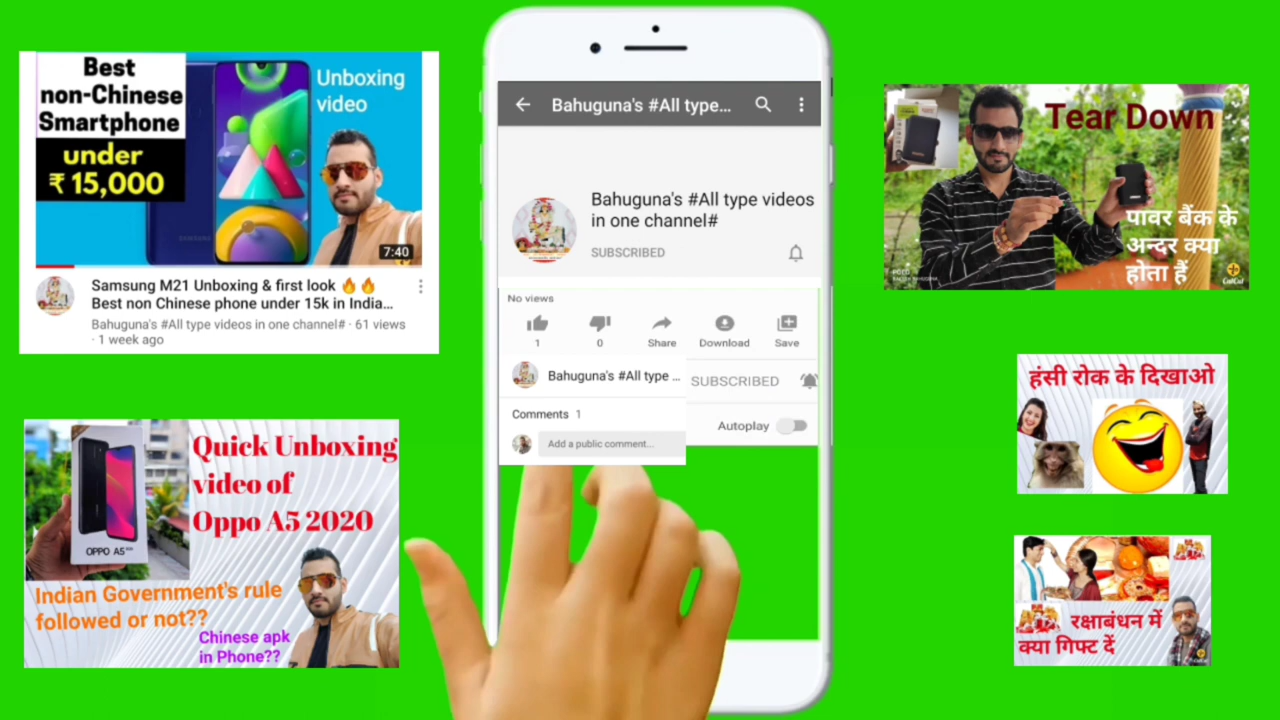 Best
non-Chinese
Smartphone
under
₹ 15,000
Unboxing
video
SAMSUNG
7:40
Samsung M21 Unboxing & first look 🔥🔥
Best non Chinese phone under 15k in India...
Bahuguna's #All type videos in one channel# · 61 views
· 1 week ago
Quick Unboxing
video of
Oppo A5 2020
OPPO A5
Indian Government's rule
followed or not??
Chinese apk
in Phone??
Bahuguna's #All type...
Bahuguna's #All type videos
in one channel#
SUBSCRIBED
No views
1
0
Share
Download
Save
Bahuguna's #All type ...
SUBSCRIBED
Comments 1
Autoplay
Add a public comment...
Tear Down
पावर बैंक के
अन्दर क्या
होता हैं
CutCut
हंसी रोक के दिखाओ
रक्षाबंधन में
क्या गिफ्ट दें